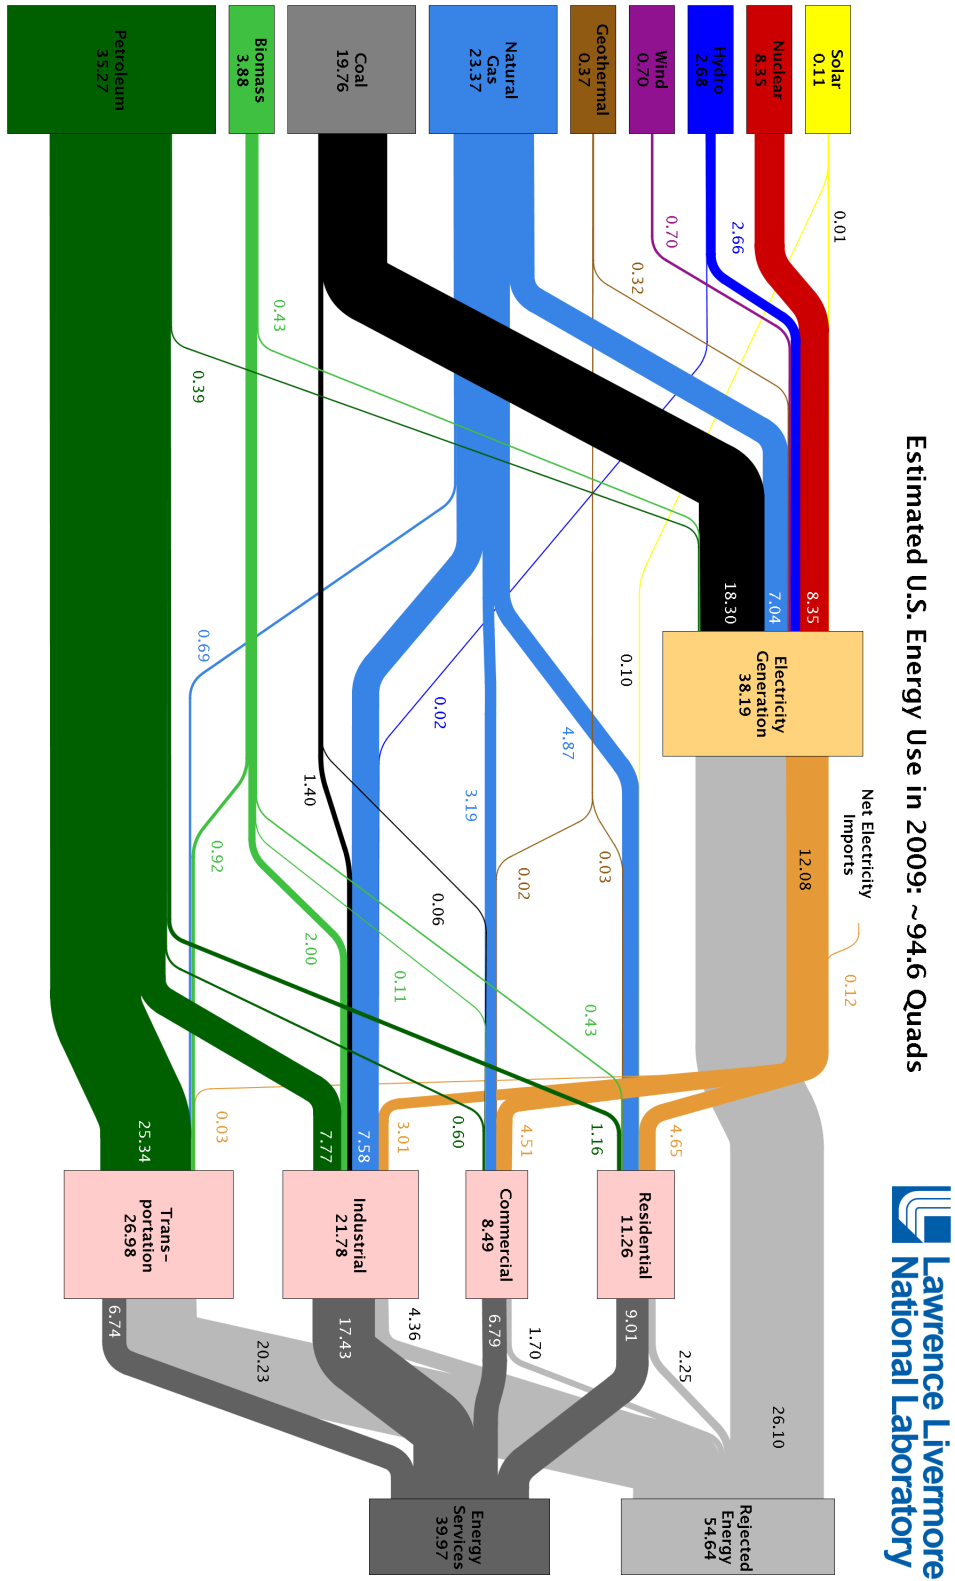 Estimated U.S. Energy Use in 2009: ~94.6 Quads
Lawrence Livermore
National Laboratory
Solar
0.11
Nuclear
8.35
Hydro
2.68
Wind
0.70
Geothermal
0.37
Natural
Gas
23.37
Coal
19.76
Biomass
3.88
Petroleum
35.27
0.01
2.66
0.70
0.32
0.43
0.39
8.35
7.04
18.30
Electricity
Generation
38.19
Net Electricity
Imports
12.08
0.12
0.10
4.87
0.02
0.69
3.19
1.40
0.03
0.02
0.92
0.06
2.00
0.11
0.43
4.65
1.16
4.51
0.60
3.01
7.58
7.77
0.03
25.34
Residential
11.26
Commercial
8.49
Industrial
21.78
Trans-
portation
26.98
2.25
9.01
1.70
6.79
4.36
17.43
20.23
6.74
26.10
Rejected
Energy
54.64
Energy
Services
39.97